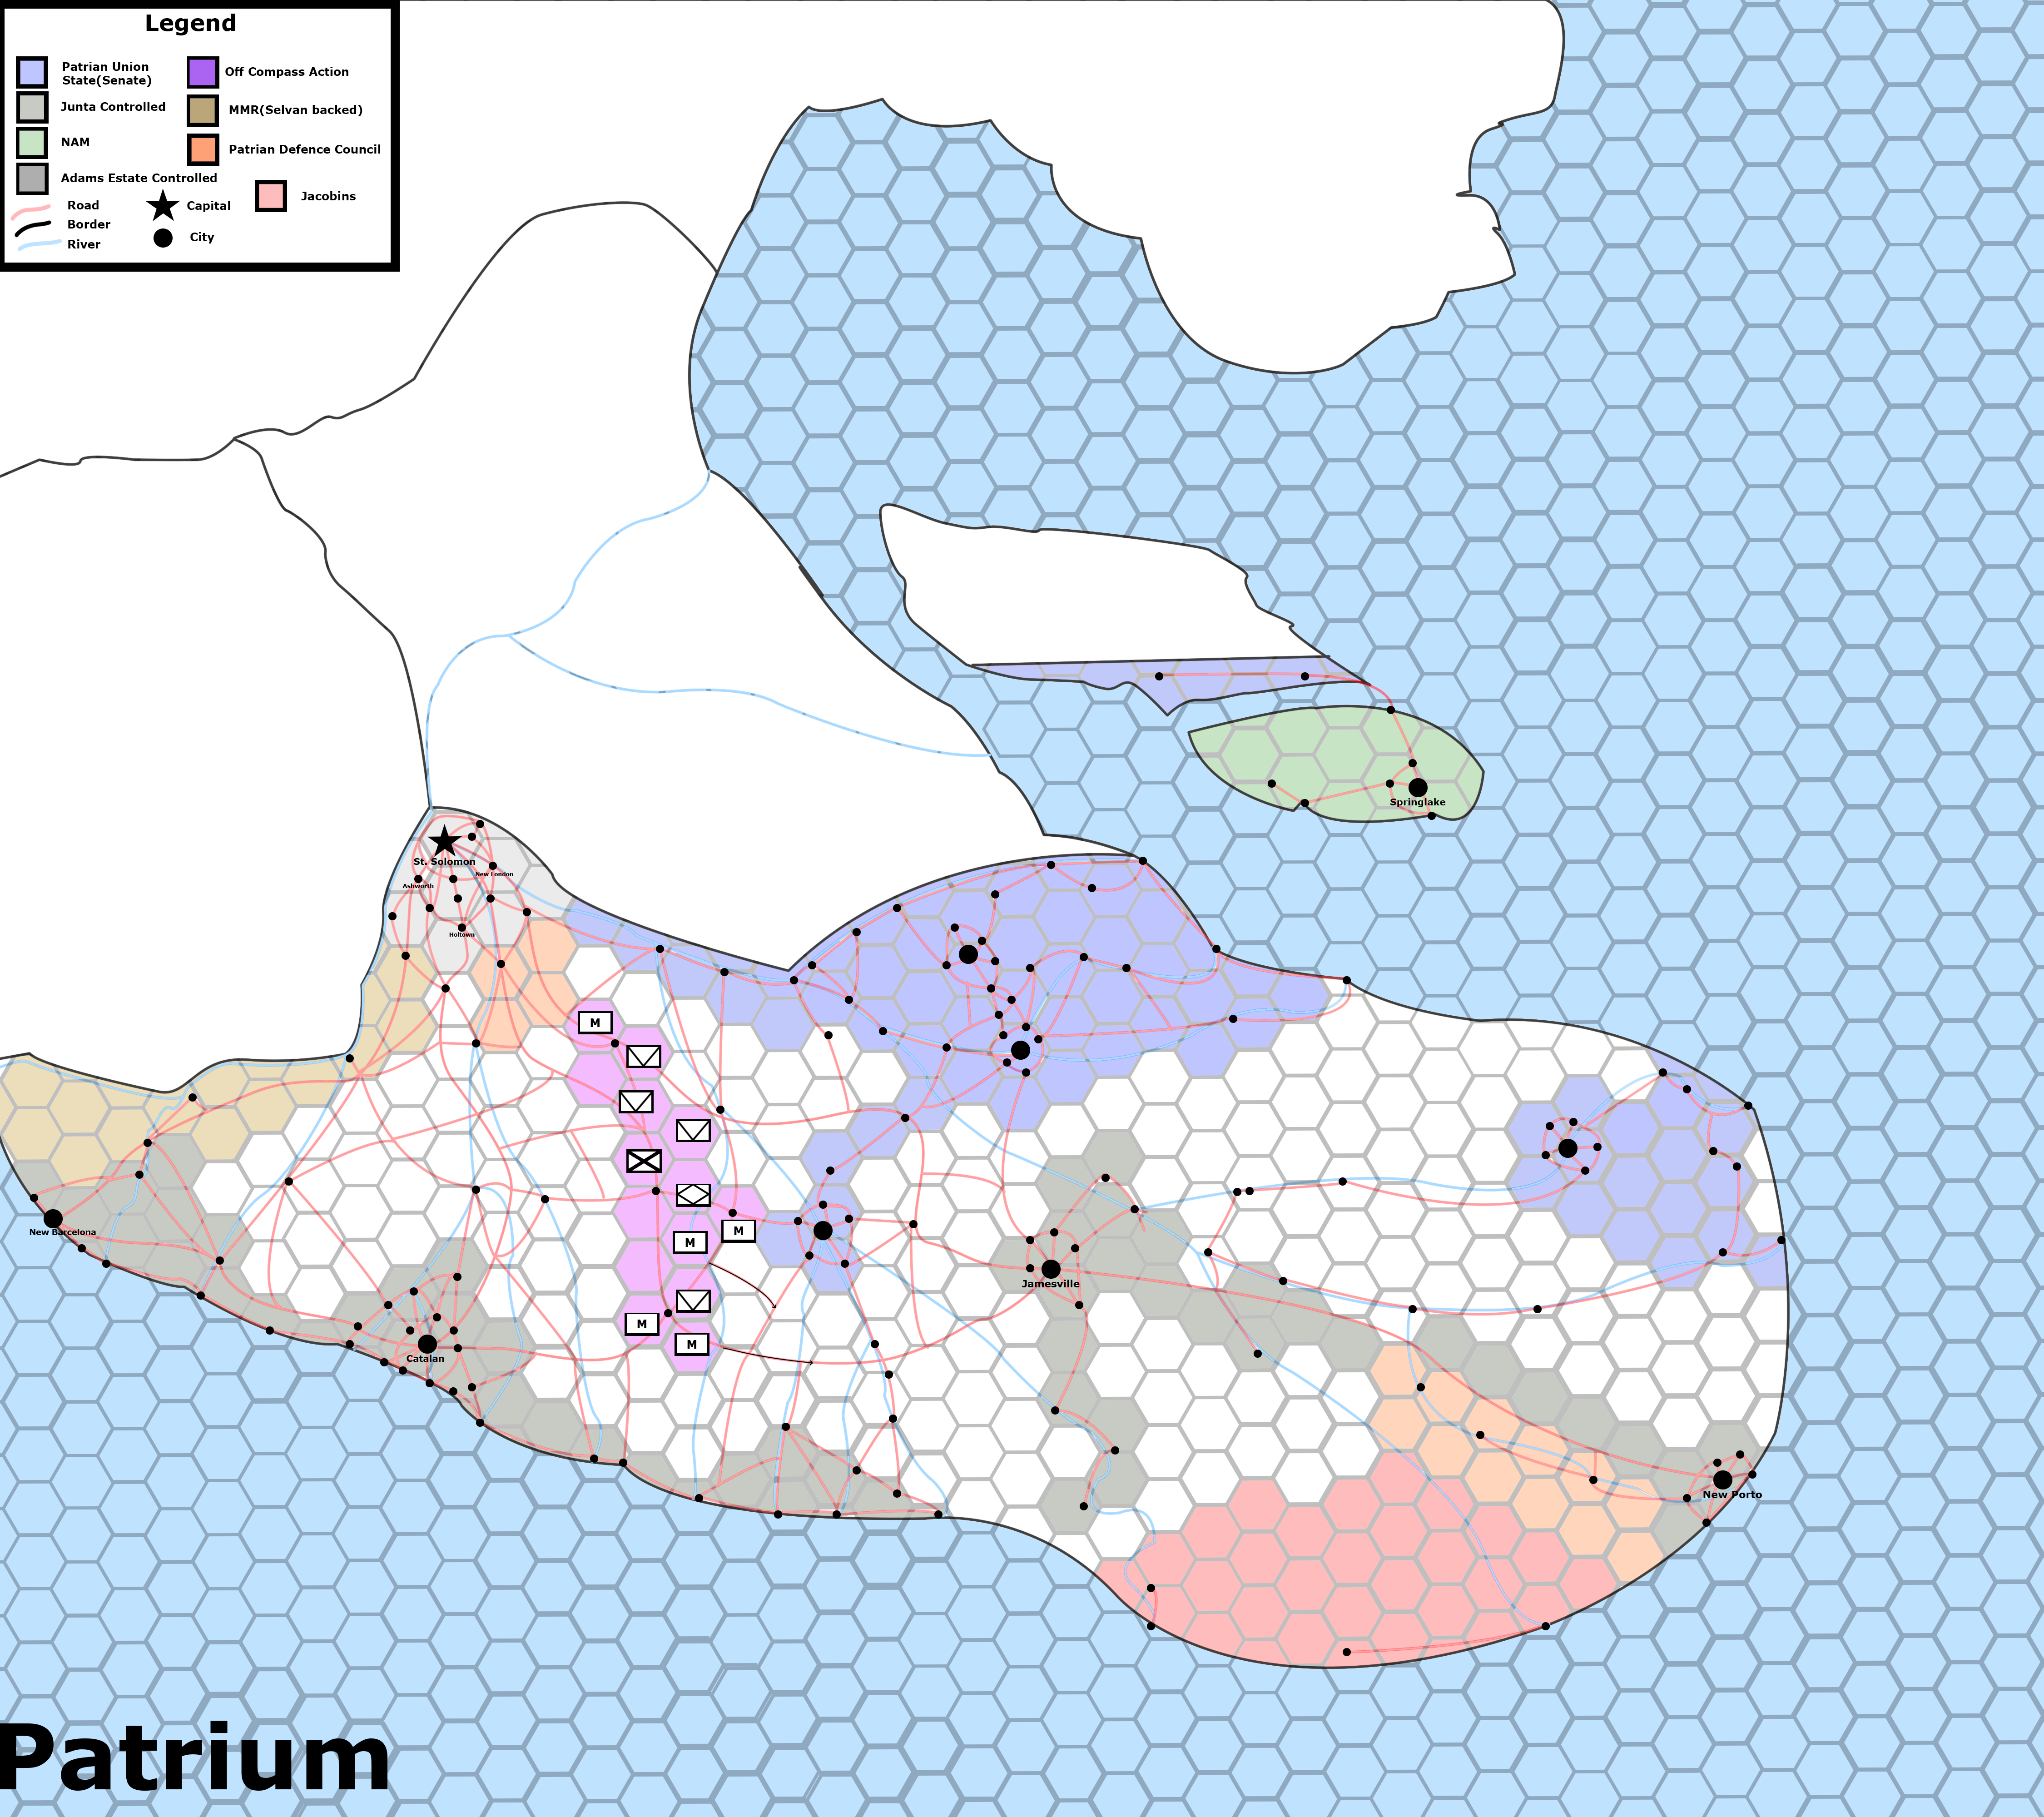 Legend
Patrian Union
State(Senate)
Off Compass Action
Junta Controlled
MMR(Selvan backed)
NAM
Patrian Defence Council
Adams Estate Controlled
Jacobins
Road
Capital
Border
River
City
Springlake
St. Solomon
New London
Ashworth
Holtown
M
New Barcelona
M
M
Jamesville
M
M
Catalan
New Porto
Patrium